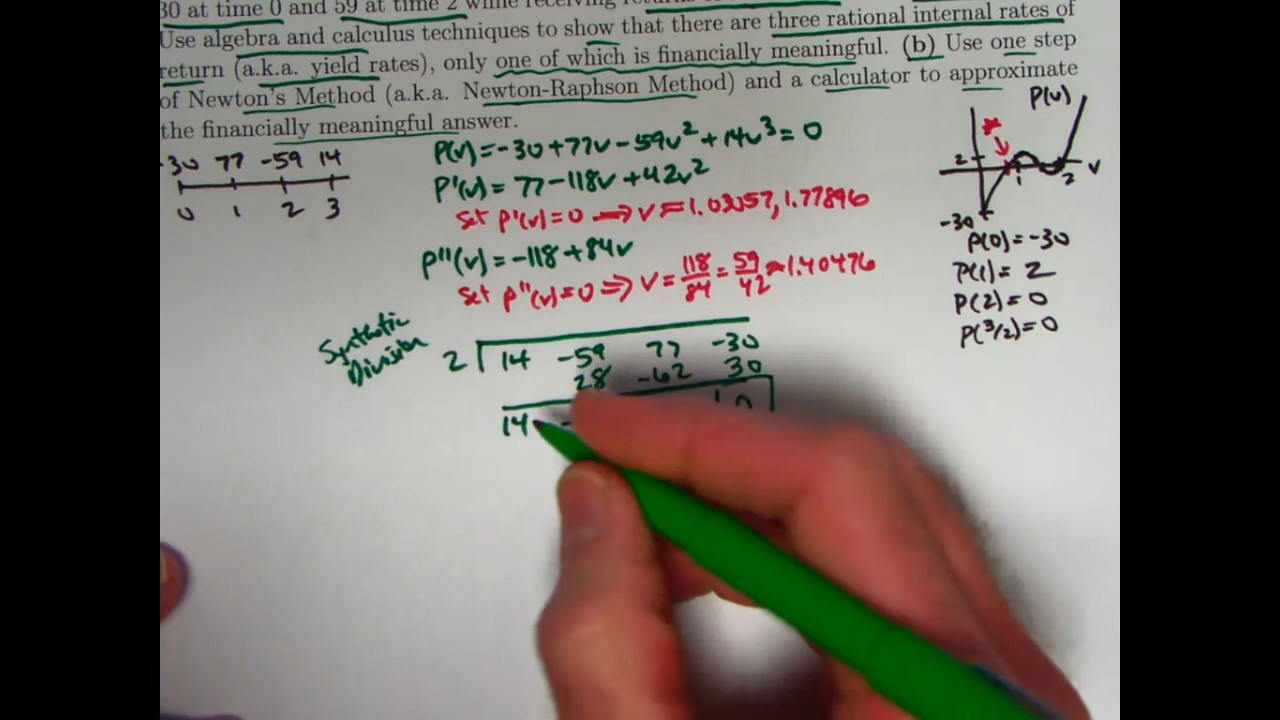 30 at time 0 and 59 at time 2 while receiving
Use algebra and calculus techniques to show that there are three rational internal rates of
return (a.k.a. yield rates), only one of which is financially meaningful. (b) Use one step
of Newton's Method (a.k.a. Newton-Raphson Method) and a calculator to approximate
the financially meaningful answer.
-30 77 -59 14
0 1 2 3
P(v) = -30 + 77v - 59v² + 14v³ = 0
P'(v) = 77 - 118v + 42v²
Set P'(v) = 0 ⟹ v ≈ 1.03057, 1.77896
P''(v) = -118 + 84v
Set P''(v) = 0 ⟹ v = 118/84 = 59/42 ≈ 1.40476
P(v)
2
1 2 v
-30
P(0) = -30
P(1) = 2
P(2) = 0
P(3/2) = 0
Synthetic
Division
2 14 -59 77 -30
28 -62 30
14 - 0